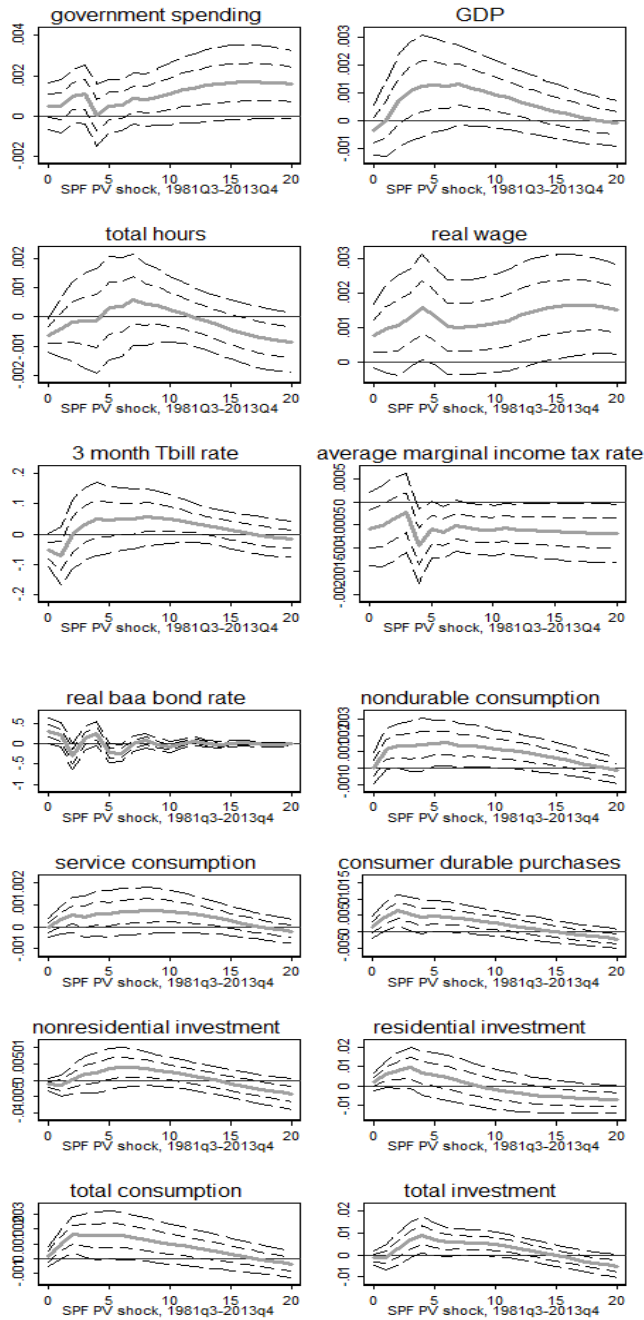 government spending
GDP
.004
.002
0
-.002
.003
.002
.001
0
-.001
0 5 10 15 20
0 5 10 15 20
SPF PV shock, 1981Q3-2013Q4
SPF PV shock, 1981Q3-2013Q4
total hours
real wage
.002
.001
0
-.001
-.002
.003
.002
.001
0
0 5 10 15 20
0 5 10 15 20
SPF PV shock, 1981Q3-2013Q4
SPF PV shock, 1981q3-2013q4
3 month Tbill rate
average marginal income tax rate
.2
.1
0
-.1
-.2
.0005
0 5 10 15 20
0 5 10 15 20
SPF PV shock, 1981Q3-2013Q4
SPF PV shock, 1981Q3-2013Q4
real baa bond rate
nondurable consumption
.5
0
-.5
-1
0 5 10 15 20
0 5 10 15 20
SPF PV shock, 1981q3-2013q4
SPF PV shock, 1981q3-2013q4
service consumption
consumer durable purchases
-.001 0 .001.002
-.0050 .005.01.015
0 5 10 15 20
0 5 10 15 20
SPF PV shock, 1981q3-2013q4
SPF PV shock, 1981q3-2013q4
nonresidential investment
residential investment
-.01 0 .01 .02
0 5 10 15 20
0 5 10 15 20
SPF PV shock, 1981q3-2013q4
SPF PV shock, 1981q3-2013q4
total consumption
total investment
-.01 0 .01 .02
0 5 10 15 20
0 5 10 15 20
SPF PV shock, 1981q3-2013q4
SPF PV shock, 1981q3-2013q4